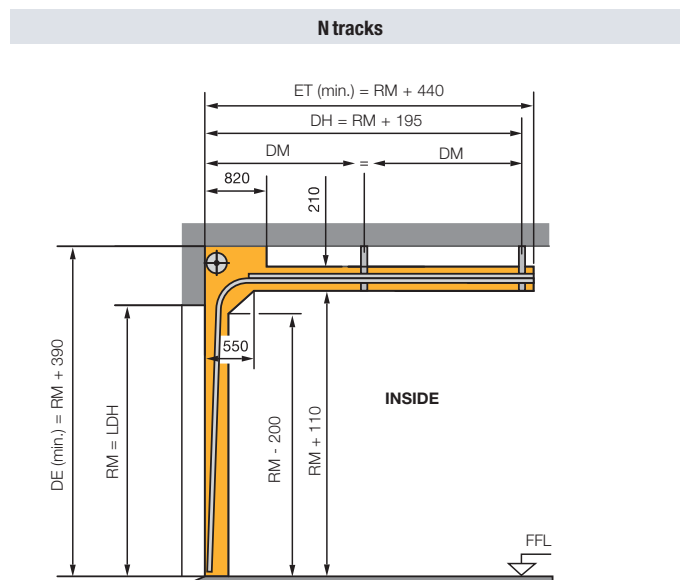 N tracks
ET (min.) = RM + 440
DH = RM + 195
DM
=
DM
820
210
550
DE (min.) = RM + 390
RM = LDH
RM - 200
RM + 110
INSIDE
FFL